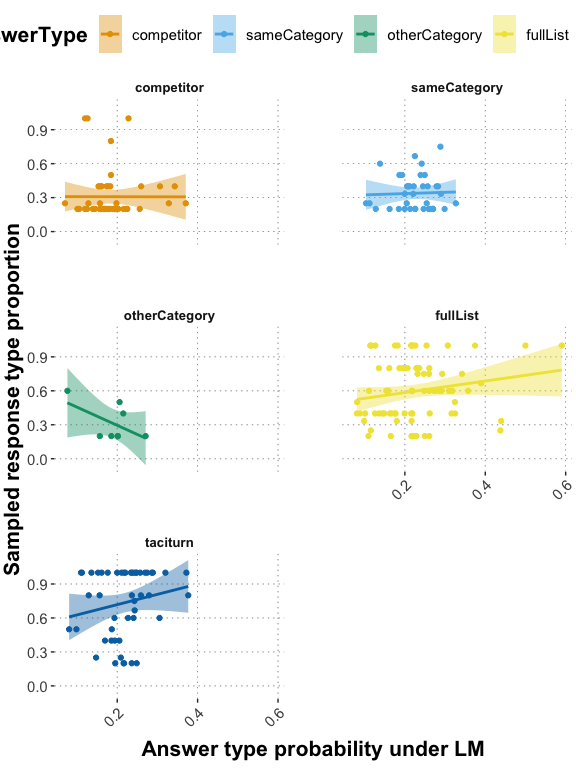 swerType competitor sameCategory otherCategory fullList
competitor sameCategory
0.9
0.6
0.3
0.0
otherCategory fullList
0.9
0.6
0.3
0.0
0.2 0.4 0.6
taciturn
0.9
0.6
0.3
0.0
0.2 0.4 0.6
Sampled response type proportion
Answer type probability under LM